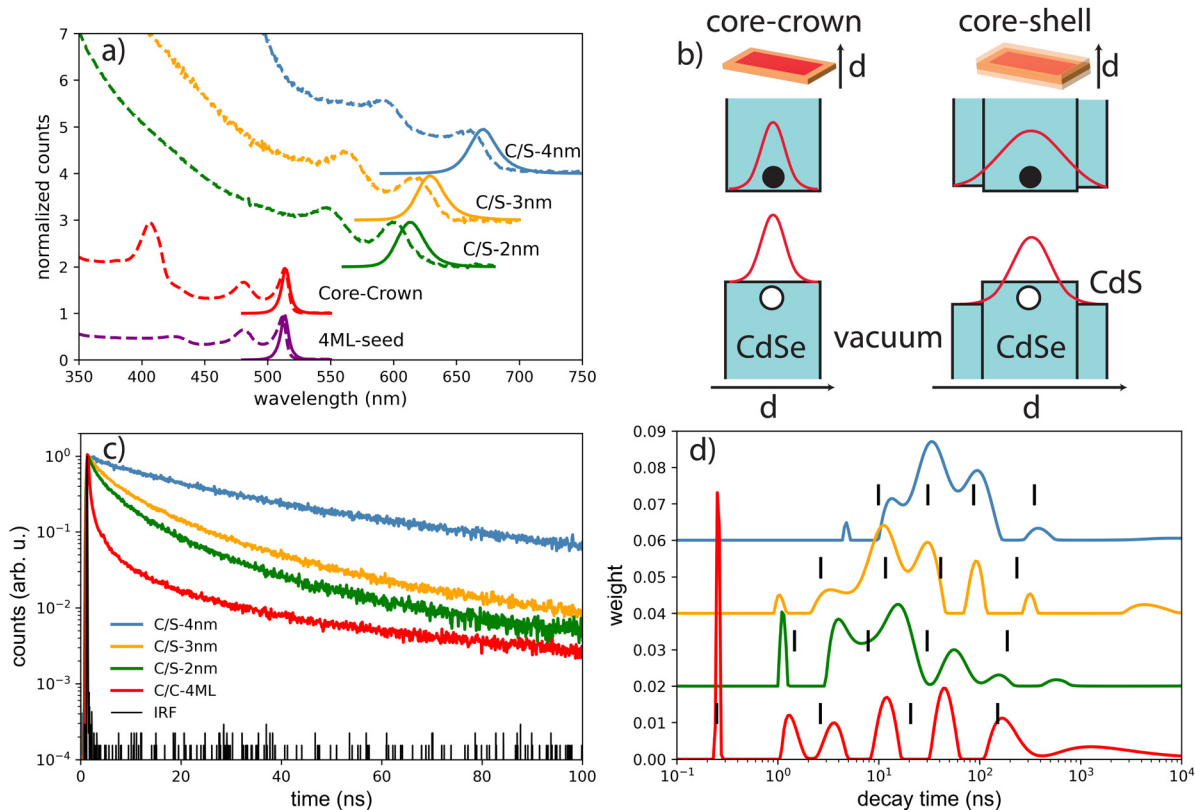 a)
normalized counts
7
6
5
4
3
2
1
0
C/S-4nm
C/S-3nm
C/S-2nm
Core-Crown
4ML-seed
350 400 450 500 550 600 650 700 750
wavelength (nm)
b)
core-crown core-shell
d d
CdS
CdSe vacuum CdSe
d d
c)
counts (arb. u.)
10⁰
10⁻¹
10⁻²
10⁻³
10⁻⁴
C/S-4nm
C/S-3nm
C/S-2nm
C/C-4ML
IRF
0 20 40 60 80 100
time (ns)
d)
weight
0.09
0.08
0.07
0.06
0.05
0.04
0.03
0.02
0.01
0.00
10⁻¹ 10⁰ 10¹ 10² 10³ 10⁴
decay time (ns)